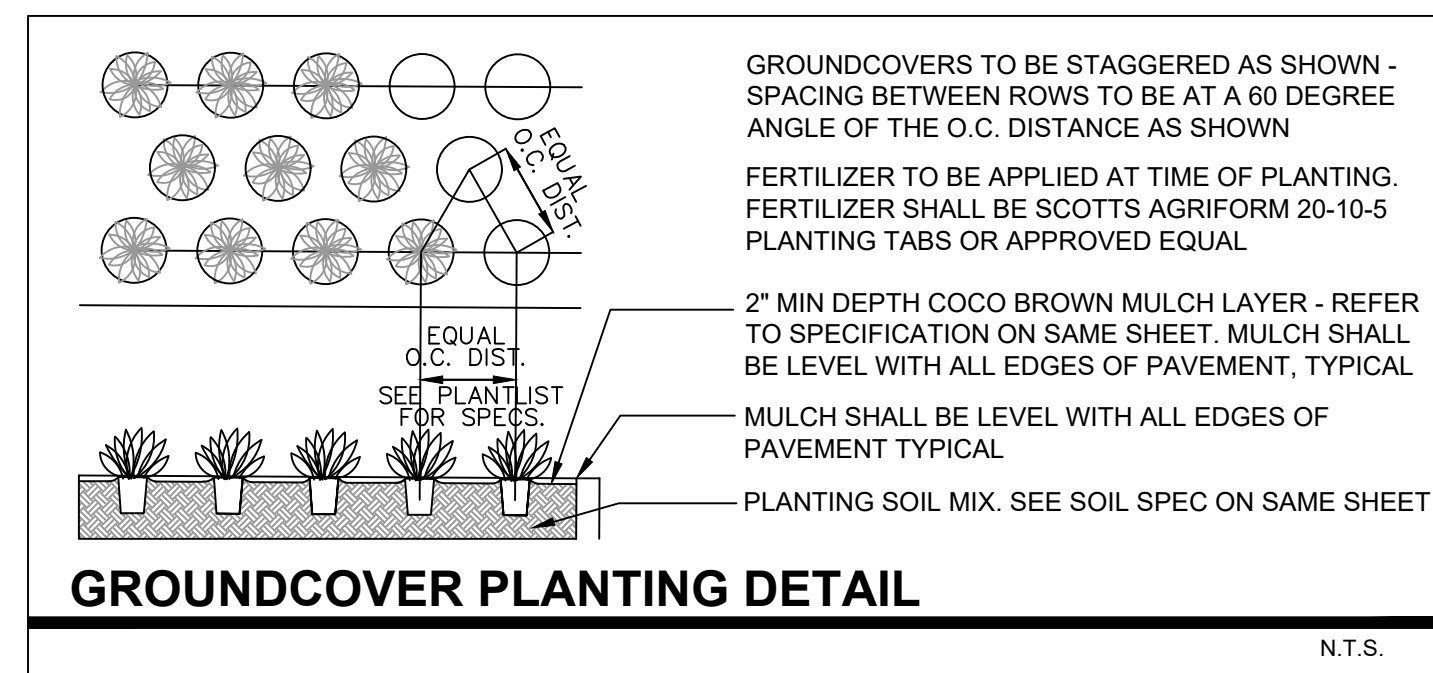 GROUNDCOVERS TO BE STAGGERED AS SHOWN -
SPACING BETWEEN ROWS TO BE AT A 60 DEGREE
ANGLE OF THE O.C. DISTANCE AS SHOWN
FERTILIZER TO BE APPLIED AT TIME OF PLANTING.
FERTILIZER SHALL BE SCOTTS AGRIFORM 20-10-5
PLANTING TABS OR APPROVED EQUAL
EQUAL
O.C. DIST.
2" MIN DEPTH COCO BROWN MULCH LAYER - REFER
TO SPECIFICATION ON SAME SHEET. MULCH SHALL
BE LEVEL WITH ALL EDGES OF PAVEMENT, TYPICAL
EQUAL
O.C. DIST.
SEE PLANTLIST
FOR SPECS.
MULCH SHALL BE LEVEL WITH ALL EDGES OF
PAVEMENT TYPICAL
PLANTING SOIL MIX. SEE SOIL SPEC ON SAME SHEET
GROUNDCOVER PLANTING DETAIL
N.T.S.